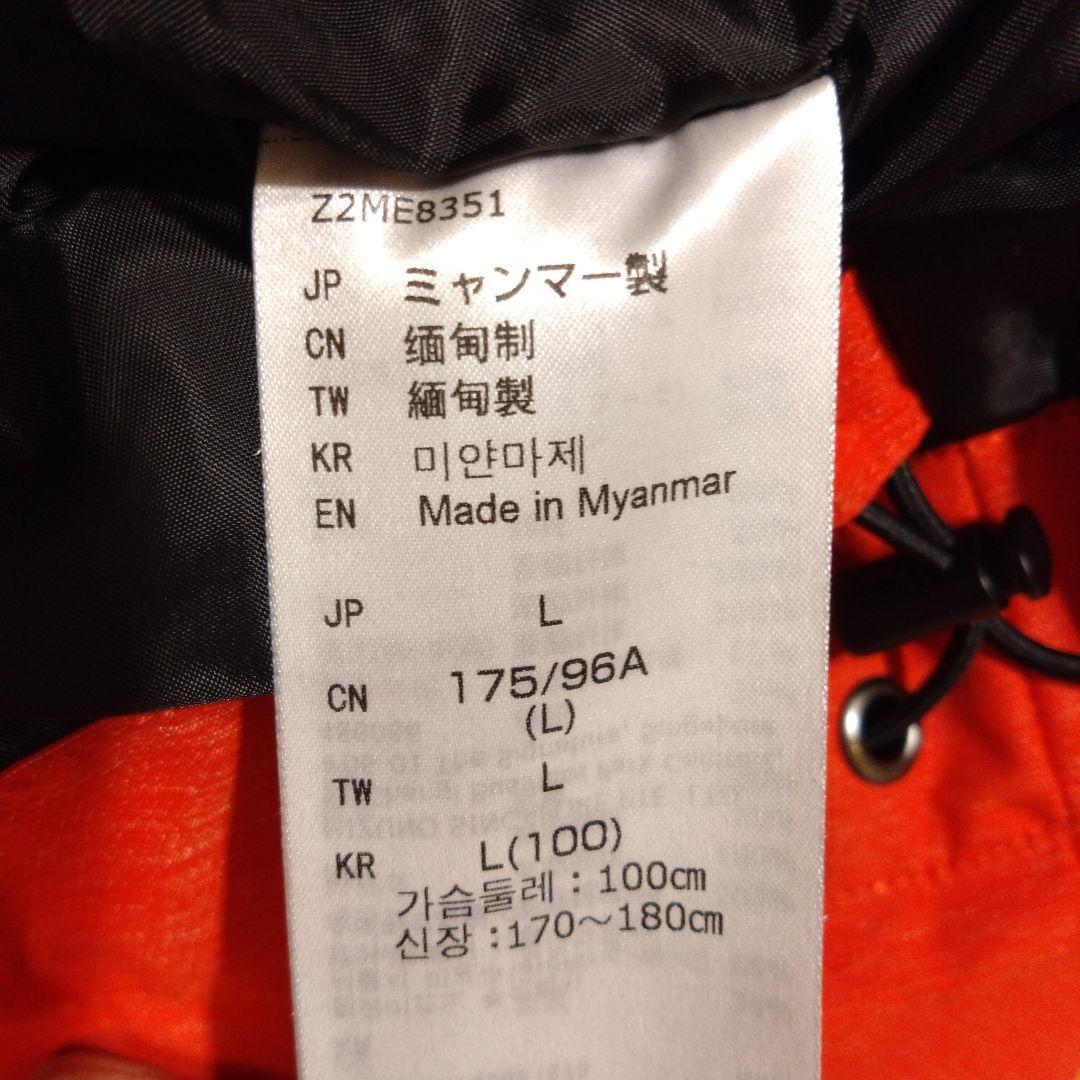 Z2ME8351
JP ミャンマー製
CN 缅甸制
TW 緬甸製
KR 미얀마제
EN Made in Myanmar
JP L
CN 175/96A
(L)
TW L
KR L(100)
가슴둘레 : 100㎝
신장 : 170～180㎝